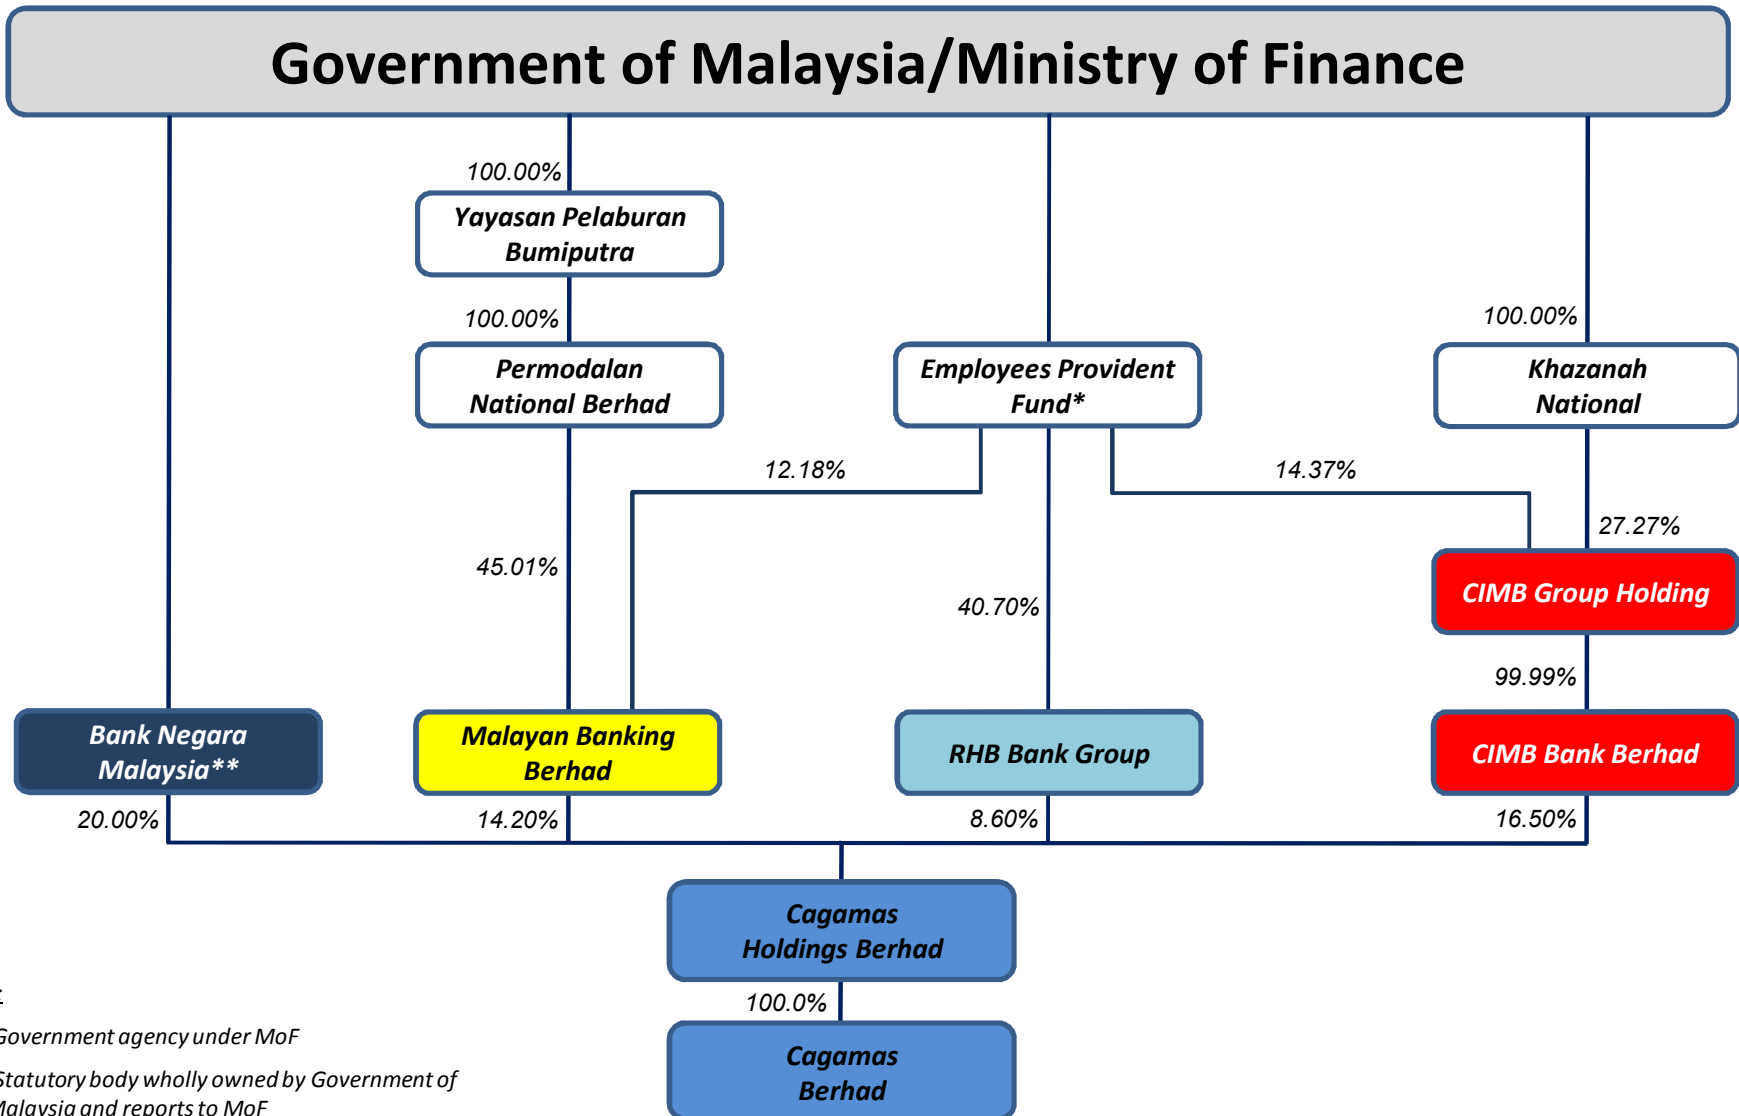 Government of Malaysia/Ministry of Finance
100.00%
Yayasan Pelaburan
Bumiputra
100.00%
100.00%
Permodalan
National Berhad
Employees Provident
Fund*
Khazanah
National
12.18%
14.37%
27.27%
45.01%
40.70%
CIMB Group Holding
99.99%
Bank Negara
Malaysia**
Malayan Banking
Berhad
RHB Bank Group
CIMB Bank Berhad
20.00%
14.20%
8.60%
16.50%
Cagamas
Holdings Berhad
100.0%
Cagamas
Berhad
:
Government agency under MoF
Statutory body wholly owned by Government of
Malaysia and reports to MoF